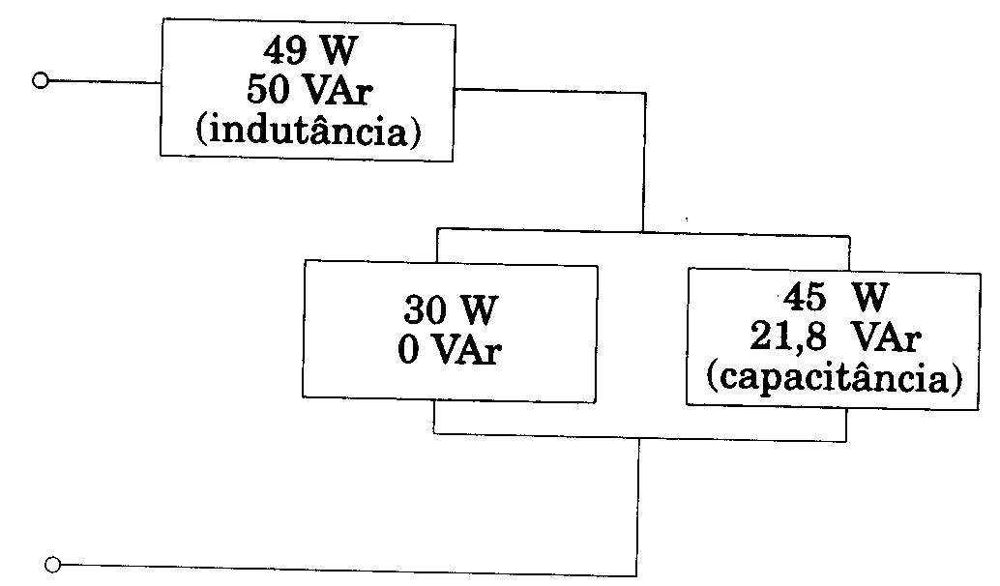 49 W
50 VAr
(indutância)
30 W
0 VAr
45 W
21,8 VAr
(capacitância)